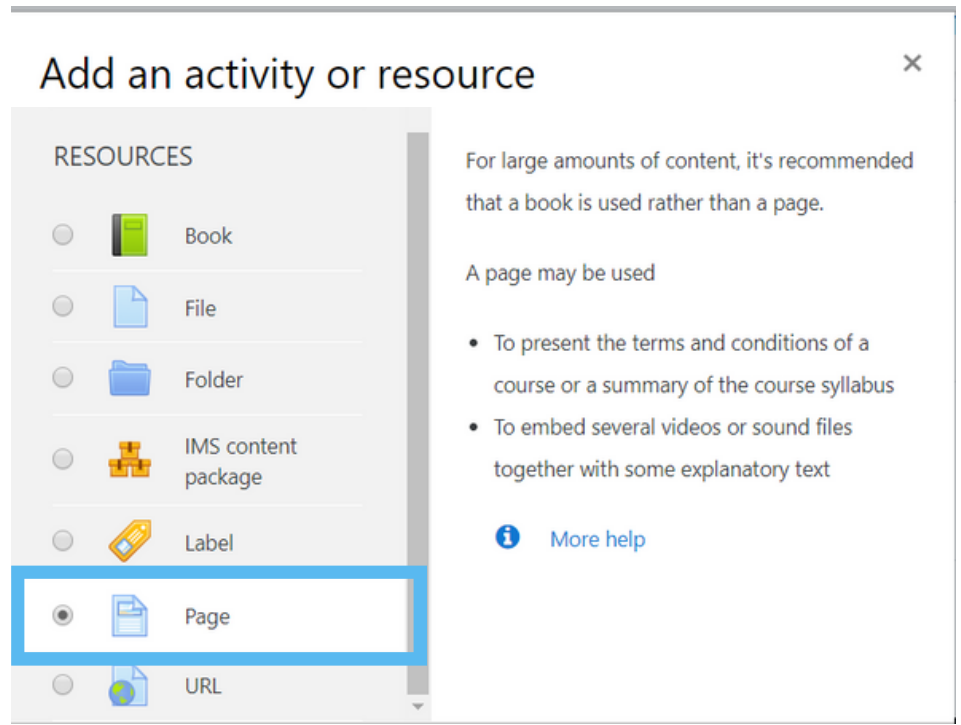 Add an activity or resource
×
RESOURCES
Book
File
Folder
IMS content
package
Label
Page
URL
For large amounts of content, it's recommended
that a book is used rather than a page.
A page may be used
• To present the terms and conditions of a
course or a summary of the course syllabus
• To embed several videos or sound files
together with some explanatory text
More help